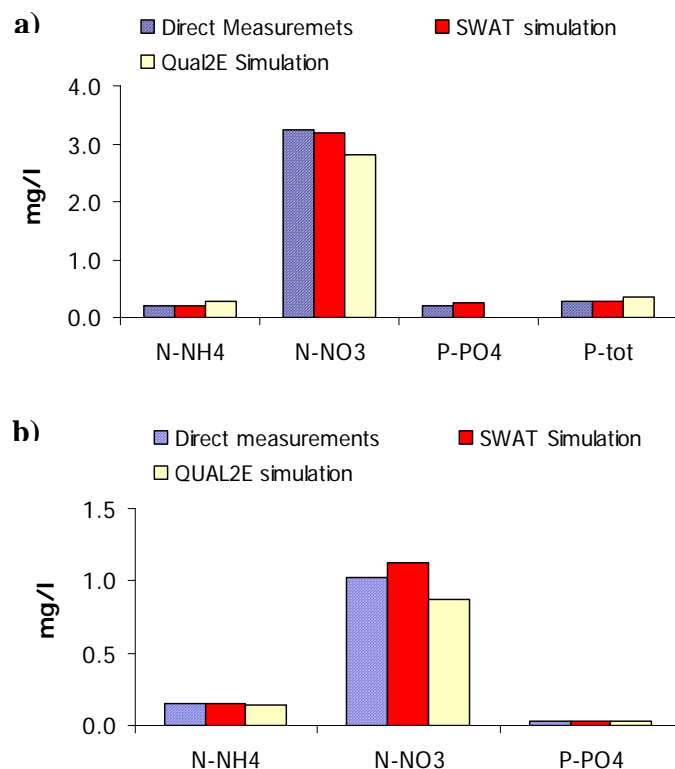 a)
Direct Measuremets SWAT simulation
Qual2E Simulation
4.0
3.0
2.0
1.0
0.0
mg/l
N-NH4 N-NO3 P-PO4 P-tot
b)
Direct measurements SWAT Simulation
QUAL2E simulation
1.5
1.0
0.5
0.0
mg/l
N-NH4 N-NO3 P-PO4